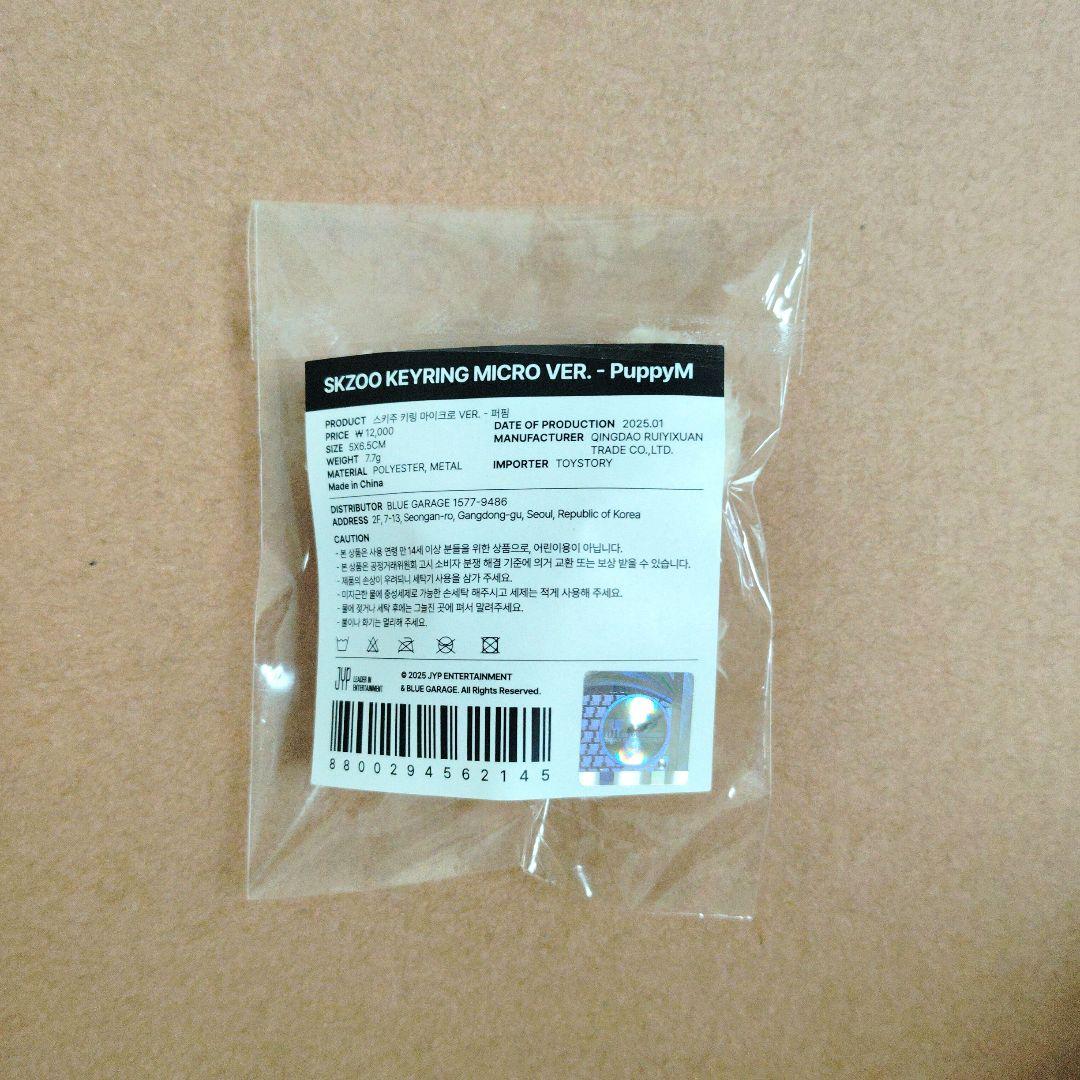 SKZOO KEYRING MICRO VER. - PuppyM
PRODUCT 스키주 키링 마이크로 VER. - 퍼핌
PRICE ₩ 12,000
SIZE 5X6.5CM
WEIGHT 7.7g
MATERIAL POLYESTER, METAL
Made in China
DATE OF PRODUCTION 2025.01
MANUFACTURER QINGDAO RUIYIXUAN
TRADE CO.,LTD.
IMPORTER TOYSTORY
DISTRIBUTOR BLUE GARAGE 1577-9486
ADDRESS 2F, 7-13, Seongan-ro, Gangdong-gu, Seoul, Republic of Korea
CAUTION
- 본 상품은 사용 연령 만 14세 이상 분들을 위한 상품으로, 어린이용이 아닙니다.
- 본 상품은 공정거래위원회 고시 소비자 분쟁 해결 기준에 의거 교환 또는 보상 받을 수 있습니다.
- 제품의 손상이 우려되니 세탁기 사용을 삼가 주세요.
- 미지근한 물에 중성세제로 가능한 손세탁 해주시고 세제는 적게 사용해 주세요.
- 물에 젖거나 세탁 후에는 그늘진 곳에 펴서 말려주세요.
- 불이나 화기는 멀리해 주세요.
JYP LEADER IN
ENTERTAINMENT
© 2025 JYP ENTERTAINMENT
& BLUE GARAGE. All Rights Reserved.
8800294562145